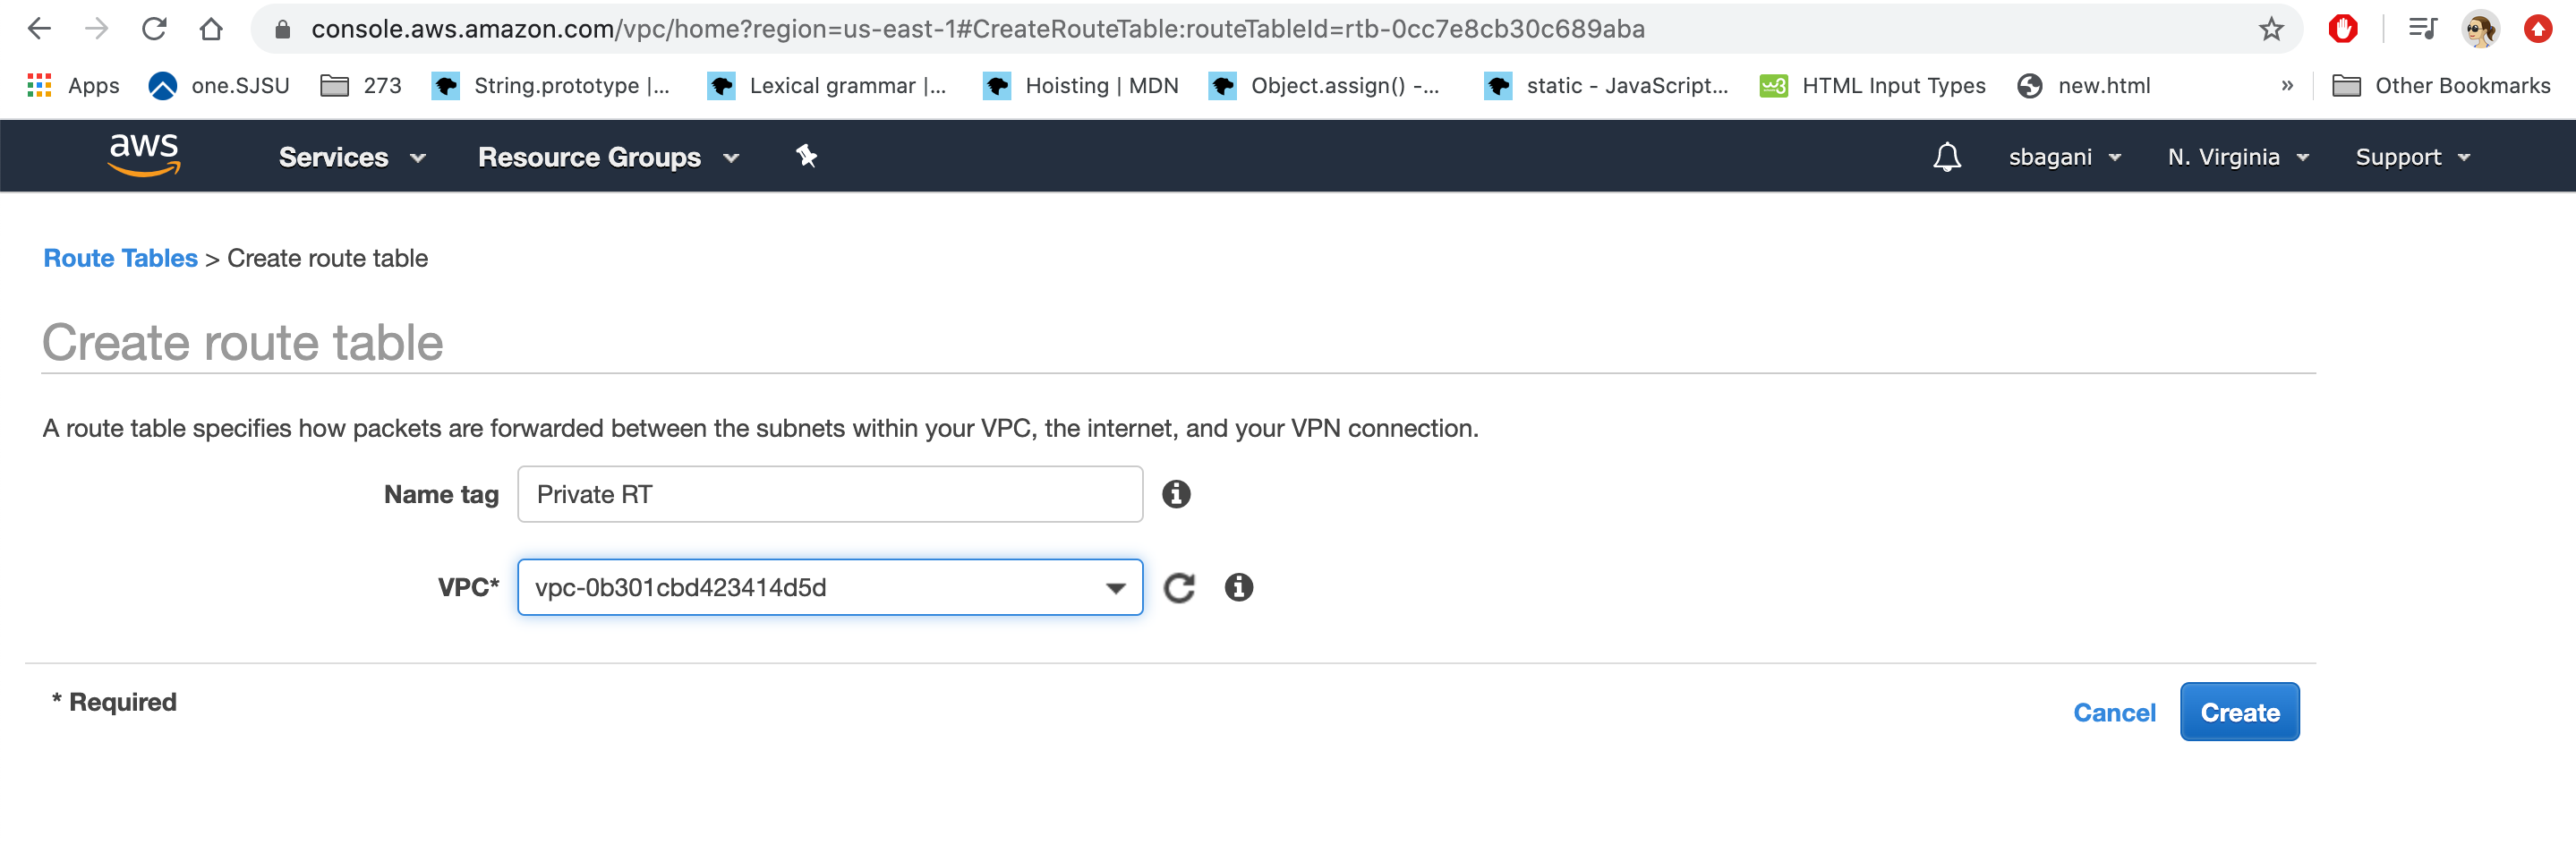 console.aws.amazon.com/vpc/home?region=us-east-1#CreateRouteTable:routeTableId=rtb-0cc7e8cb30c689aba
Apps one.SJSU 273 String.prototype |... Lexical grammar |... Hoisting | MDN Object.assign() -... static - JavaScript... w3 HTML Input Types new.html » Other Bookmarks
aws Services Resource Groups sbagani N. Virginia Support
Route Tables > Create route table
Create route table
A route table specifies how packets are forwarded between the subnets within your VPC, the internet, and your VPN connection.
Name tag Private RT
VPC* vpc-0b301cbd423414d5d
* Required
Cancel Create